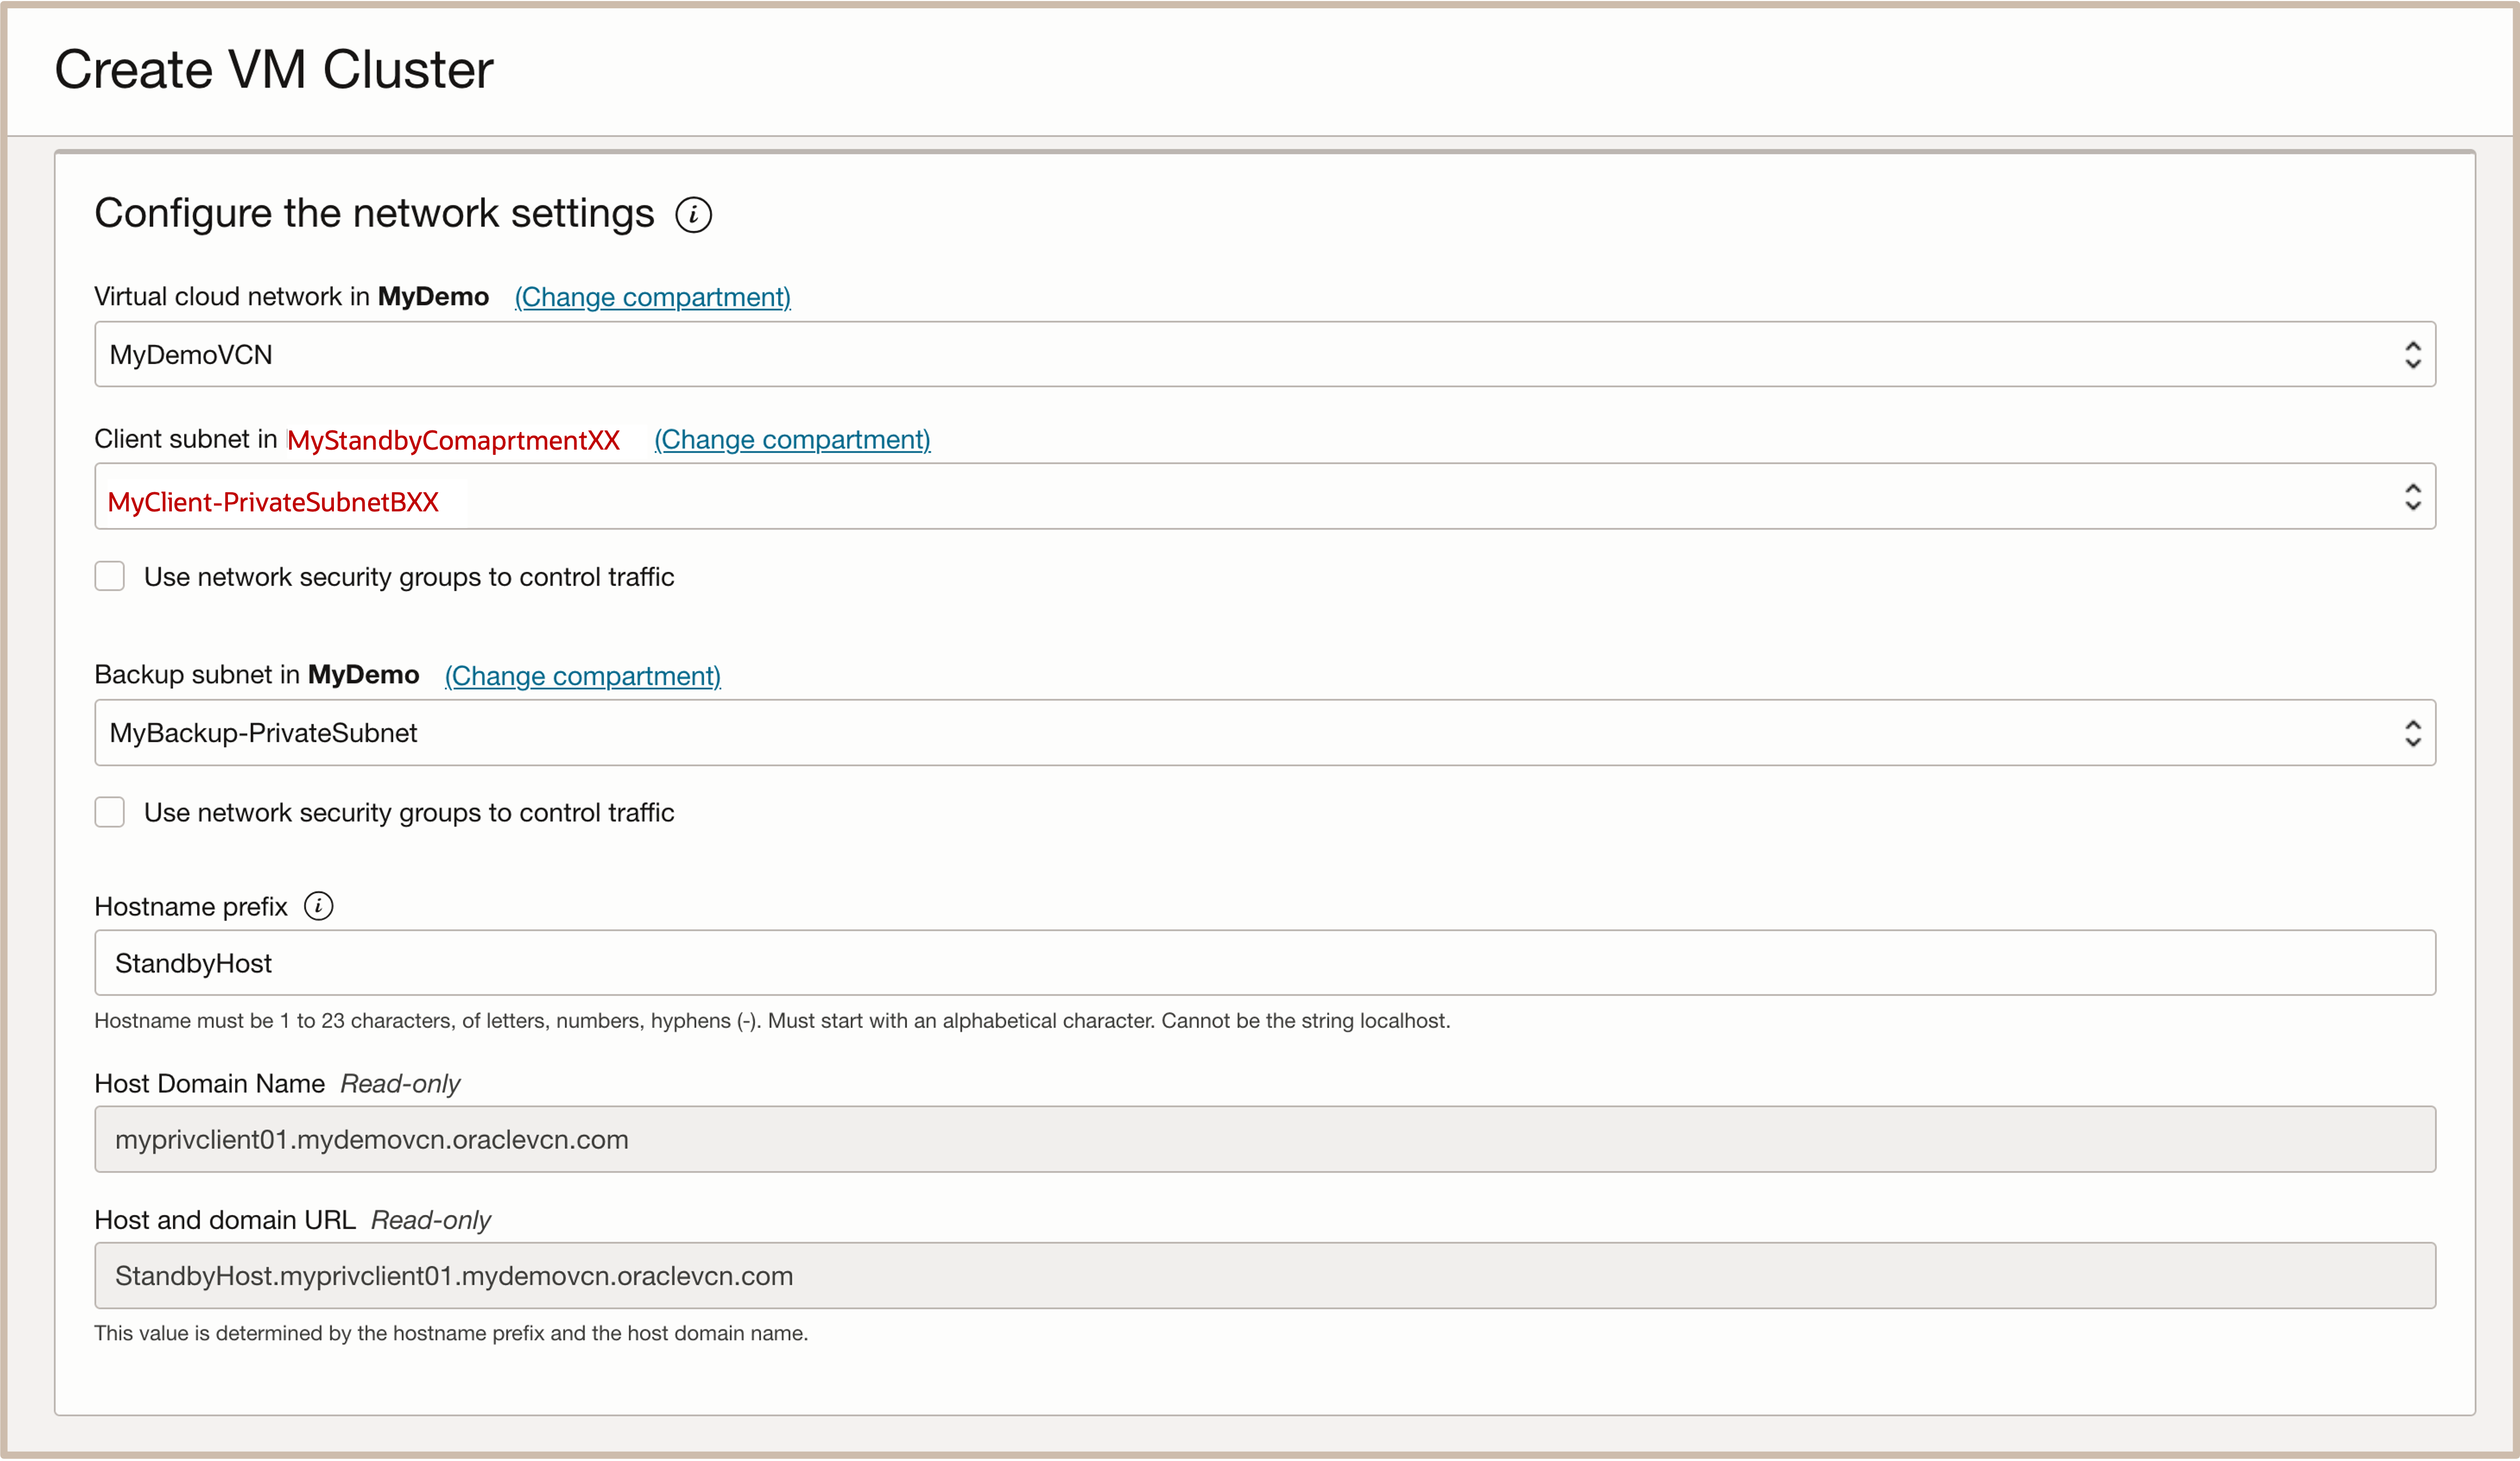 Create VM Cluster
Configure the network settings i
Virtual cloud network in MyDemo (Change compartment)
MyDemoVCN
Client subnet in MyStandbyComaprtmentXX (Change compartment)
MyClient-PrivateSubnetBXX
Use network security groups to control traffic
Backup subnet in MyDemo (Change compartment)
MyBackup-PrivateSubnet
Use network security groups to control traffic
Hostname prefix i
StandbyHost
Hostname must be 1 to 23 characters, of letters, numbers, hyphens (-). Must start with an alphabetical character. Cannot be the string localhost.
Host Domain Name Read-only
myprivclient01.mydemovcn.oraclevcn.com
Host and domain URL Read-only
StandbyHost.myprivclient01.mydemovcn.oraclevcn.com
This value is determined by the hostname prefix and the host domain name.